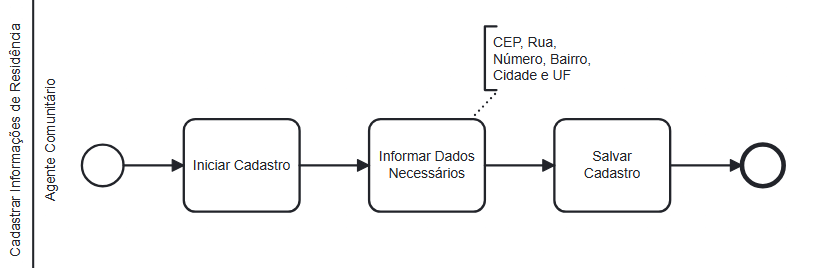 Cadastrar Informações de Residência
Agente Comunitário
CEP, Rua,
Número, Bairro,
Cidade e UF
Iniciar Cadastro
Informar Dados
Necessários
Salvar
Cadastro